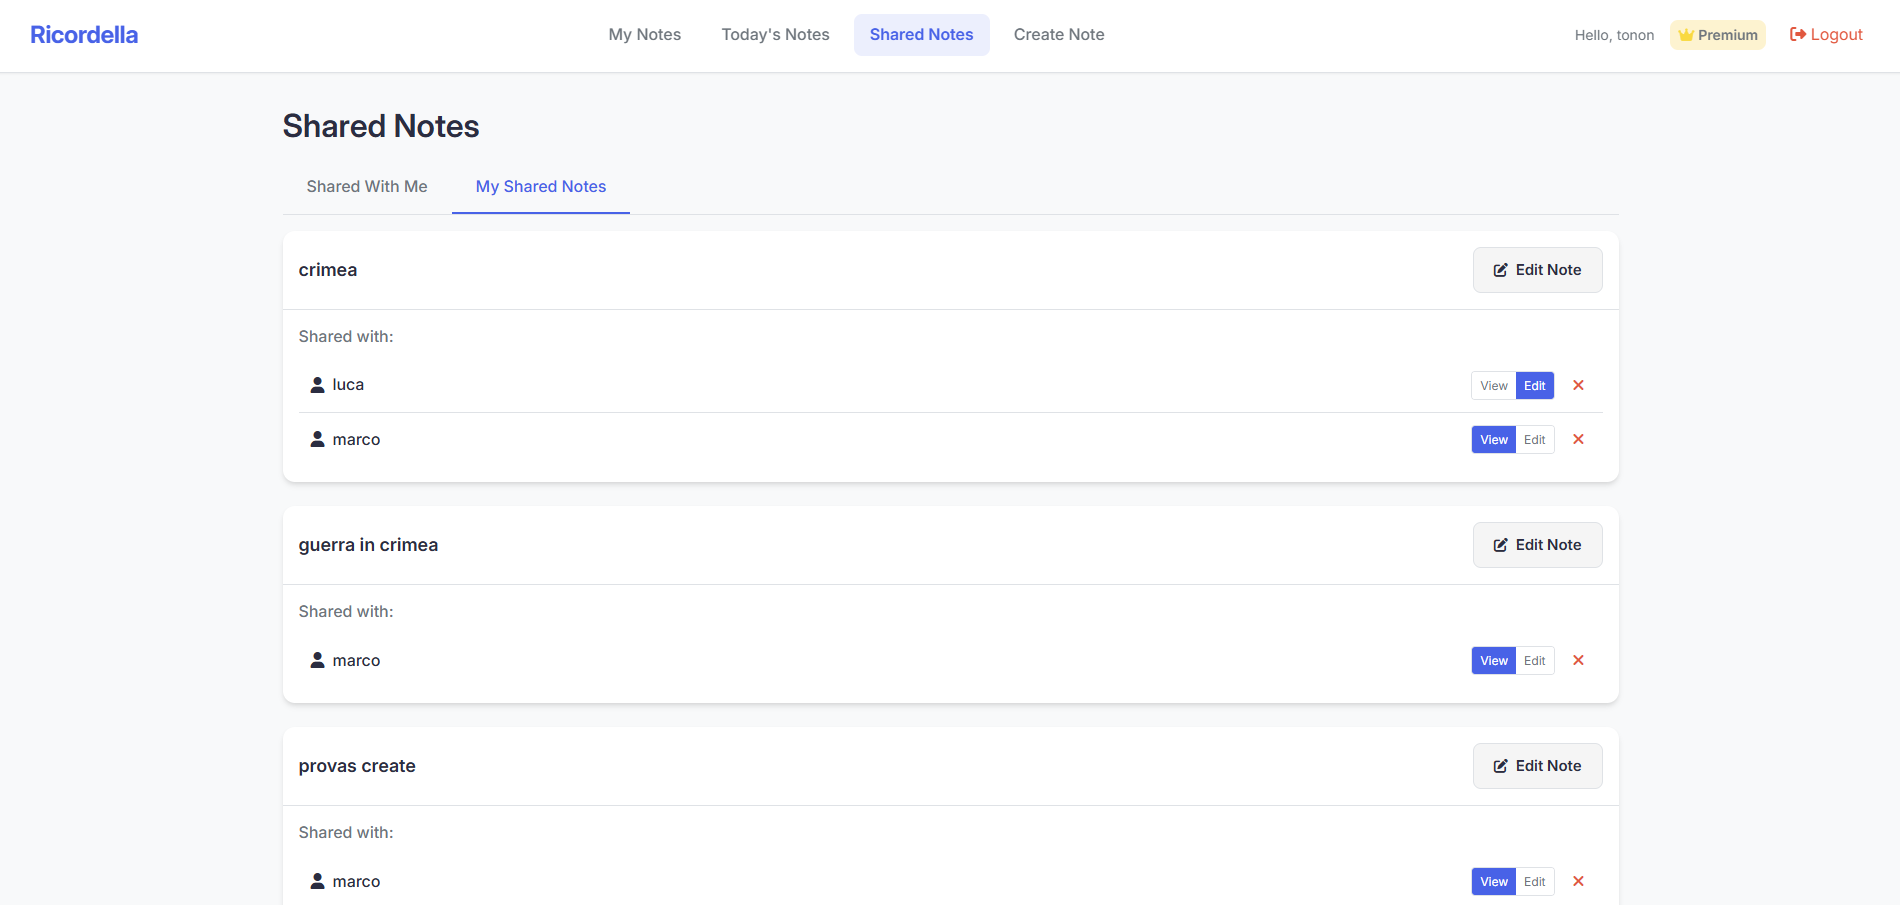 Ricordella
My Notes
Today's Notes
Shared Notes
Create Note
Hello, tonon
Premium
Logout
Shared Notes
Shared With Me
My Shared Notes
crimea
Edit Note
Shared with:
luca
View
Edit
marco
View
Edit
guerra in crimea
Edit Note
Shared with:
marco
View
Edit
provas create
Edit Note
Shared with:
marco
View
Edit